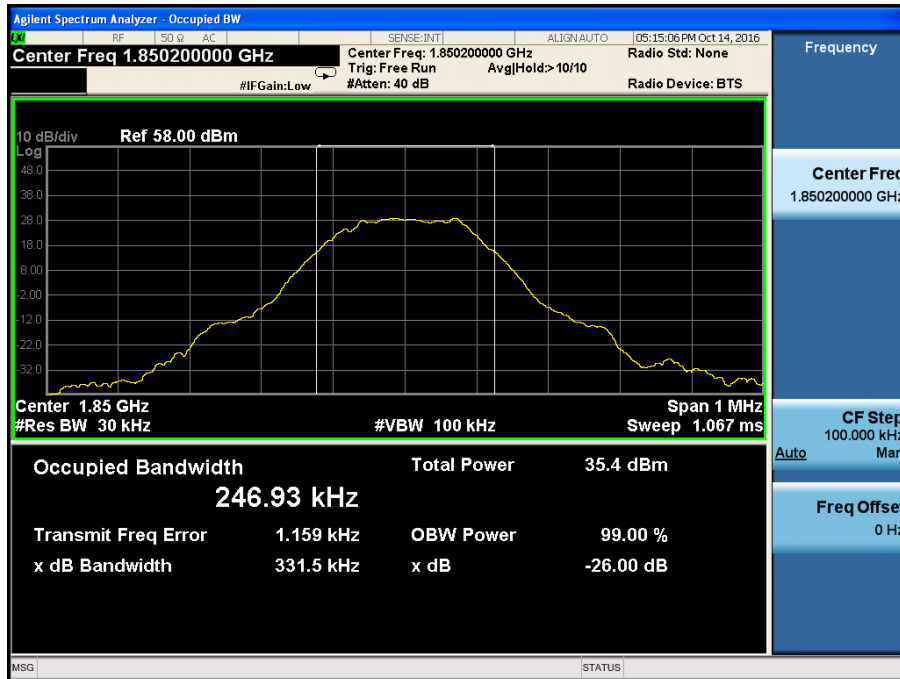 Agilent Spectrum Analyzer - Occupied BW
LXI RF 50 Ω AC SENSE:INT ALIGN AUTO 05:15:06 PM Oct 14, 2016
Center Freq 1.850200000 GHz
Center Freq: 1.850200000 GHz
Radio Std: None
Trig: Free Run Avg|Hold:>10/10
#IFGain:Low
#Atten: 40 dB
Radio Device: BTS
10 dB/div Ref 58.00 dBm
Log
48.0
38.0
28.0
18.0
8.00
-2.00
-12.0
-22.0
-32.0
Center 1.85 GHz Span 1 MHz
#Res BW 30 kHz #VBW 100 kHz Sweep 1.067 ms
Occupied Bandwidth Total Power 35.4 dBm
246.93 kHz
Transmit Freq Error 1.159 kHz OBW Power 99.00 %
x dB Bandwidth 331.5 kHz x dB -26.00 dB
MSG STATUS
Frequency
Center Freq
1.850200000 GHz
CF Step
100.000 kHz
Auto Man
Freq Offset
0 Hz